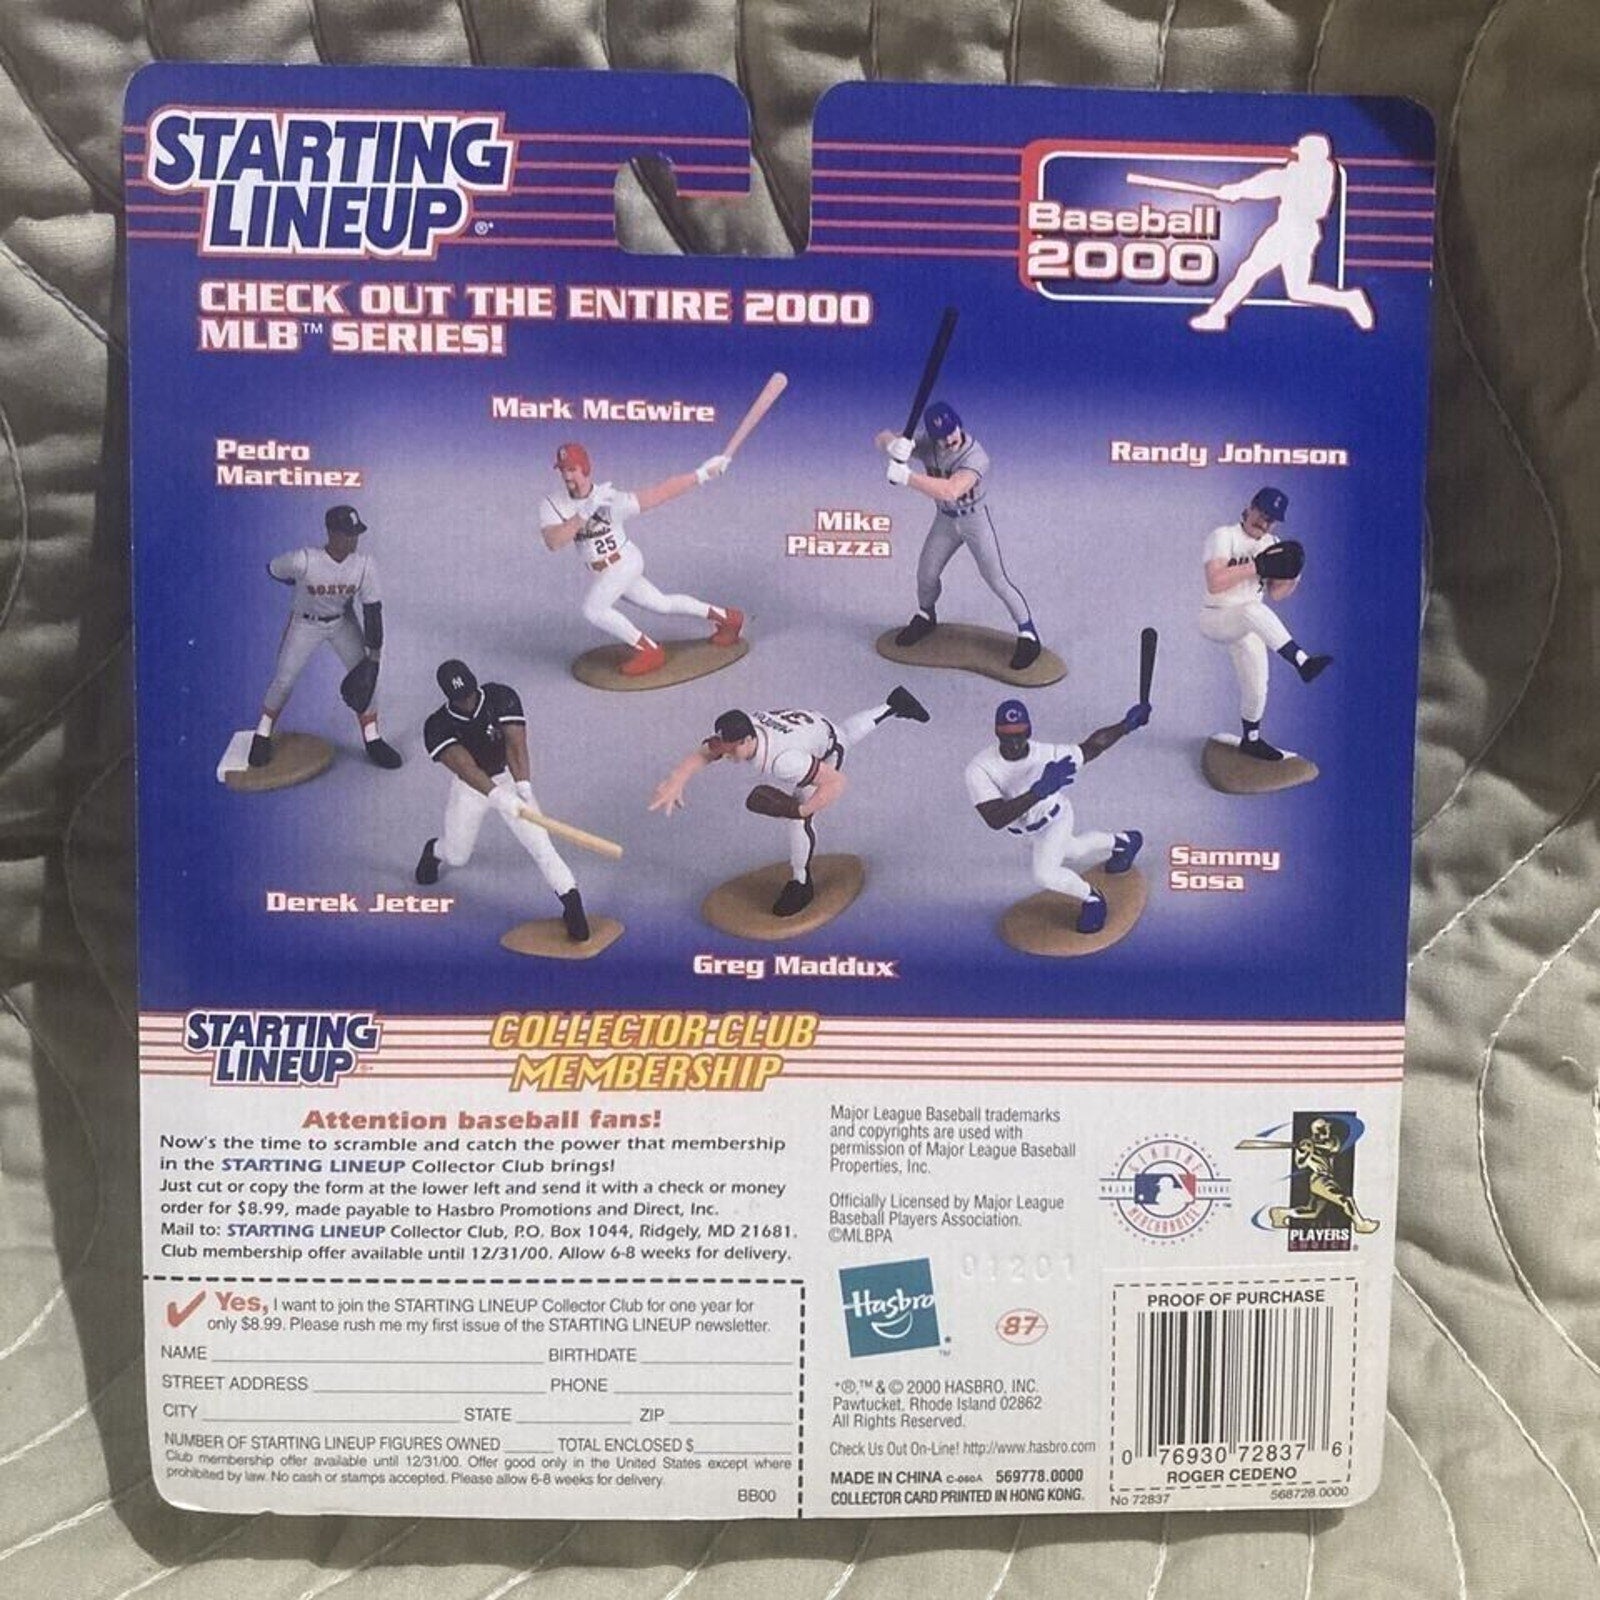 STARTING
LINEUP®*
Baseball
2000
CHECK OUT THE ENTIRE 2000
MLB™ SERIES!
Mark McGwire
Pedro
Martinez
Randy Johnson
Mike
Piazza
25
BOSTO
Derek Jeter
Sammy
Sosa
Greg Maddux
STARTING
LINEUP
COLLECTOR CLUB
MEMBERSHIP
Attention baseball fans!
Now's the time to scramble and catch the power that membership
in the STARTING LINEUP Collector Club brings!
Just cut or copy the form at the lower left and send it with a check or money
order for $8.99, made payable to Hasbro Promotions and Direct, Inc.
Mail to: STARTING LINEUP Collector Club, P.O. Box 1044, Ridgely, MD 21681.
Club membership offer available until 12/31/00. Allow 6-8 weeks for delivery.
Yes, I want to join the STARTING LINEUP Collector Club for one year for
only $8.99. Please rush me my first issue of the STARTING LINEUP newsletter.
NAME BIRTHDATE
STREET ADDRESS PHONE
CITY STATE ZIP
NUMBER OF STARTING LINEUP FIGURES OWNED TOTAL ENCLOSED $
Club membership offer available until 12/31/00. Offer good only in the United States except where
prohibited by law. No cash or stamps accepted. Please allow 6-8 weeks for delivery.
BB00
Major League Baseball trademarks
and copyrights are used with
permission of Major League Baseball
Properties, Inc.
Officially Licensed by Major League
Baseball Players Association.
©MLBPA
GENUINE
MAJOR LEAGUE
MERCHANDISE
PLAYERS
CHOICE
01201
Hasbro
87
*®,™ & © 2000 HASBRO, INC.
Pawtucket, Rhode Island 02862
All Rights Reserved.
Check Us Out On-Line! http://www.hasbro.com
MADE IN CHINA C-060A 569778.0000
COLLECTOR CARD PRINTED IN HONG KONG.
PROOF OF PURCHASE
0 76930 72837 6
ROGER CEDENO
No 72837 568728.0000